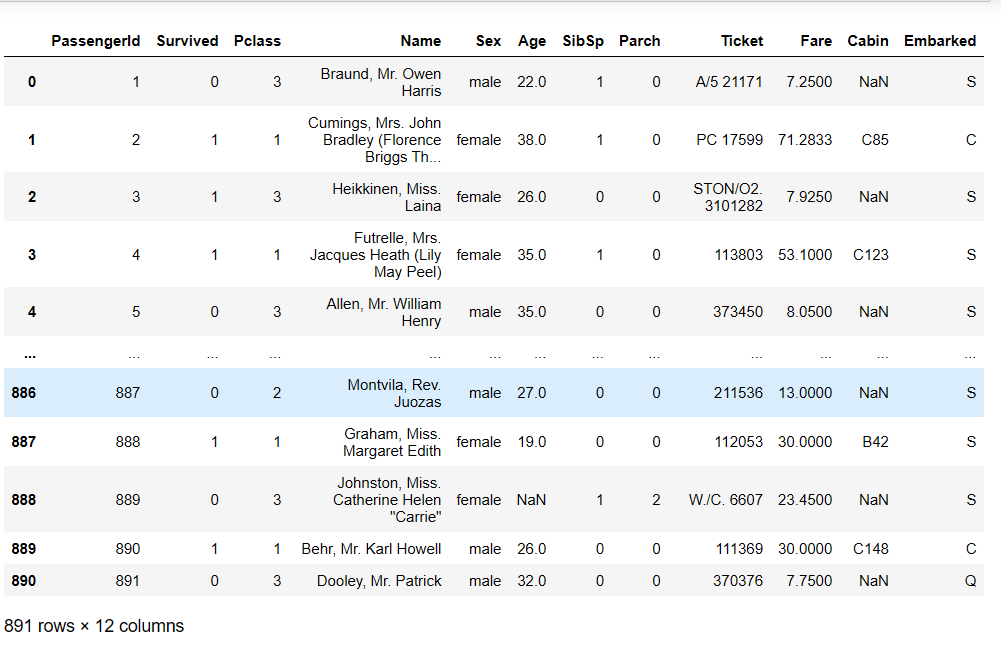 PassengerId Survived Pclass Name Sex Age SibSp Parch Ticket Fare Cabin Embarked
0 1 0 3 Braund, Mr. Owen Harris male 22.0 1 0 A/5 21171 7.2500 NaN S
1 2 1 1 Cumings, Mrs. John Bradley (Florence Briggs Th... female 38.0 1 0 PC 17599 71.2833 C85 C
2 3 1 3 Heikkinen, Miss. Laina female 26.0 0 0 STON/O2. 3101282 7.9250 NaN S
3 4 1 1 Futrelle, Mrs. Jacques Heath (Lily May Peel) female 35.0 1 0 113803 53.1000 C123 S
4 5 0 3 Allen, Mr. William Henry male 35.0 0 0 373450 8.0500 NaN S
... ... ... ... ... ... ... ... ... ... ... ... ...
886 887 0 2 Montvila, Rev. Juozas male 27.0 0 0 211536 13.0000 NaN S
887 888 1 1 Graham, Miss. Margaret Edith female 19.0 0 0 112053 30.0000 B42 S
888 889 0 3 Johnston, Miss. Catherine Helen "Carrie" female NaN 1 2 W./C. 6607 23.4500 NaN S
889 890 1 1 Behr, Mr. Karl Howell male 26.0 0 0 111369 30.0000 C148 C
890 891 0 3 Dooley, Mr. Patrick male 32.0 0 0 370376 7.7500 NaN Q
891 rows × 12 columns